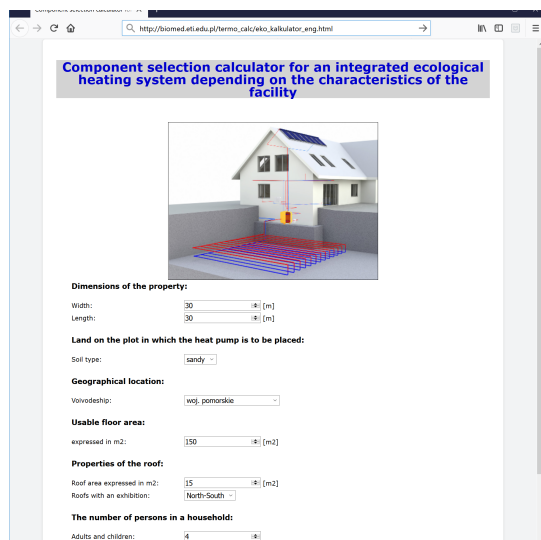 http://biomed.eti.edu.pl/termo_calc/eko_kalkulator_eng.html
Component selection calculator for an integrated ecological
heating system depending on the characteristics of the
facility
Dimensions of the property:
Width: 30 [m]
Length: 30 [m]
Land on the plot in which the heat pump is to be placed:
Soil type: sandy
Geographical location:
Voivodeship: woj. pomorskie
Usable floor area:
expressed in m2: 150 [m2]
Properties of the roof:
Roof area expressed in m2: 15 [m2]
Roofs with an exhibition: North-South
The number of persons in a household:
Adults and children: 4